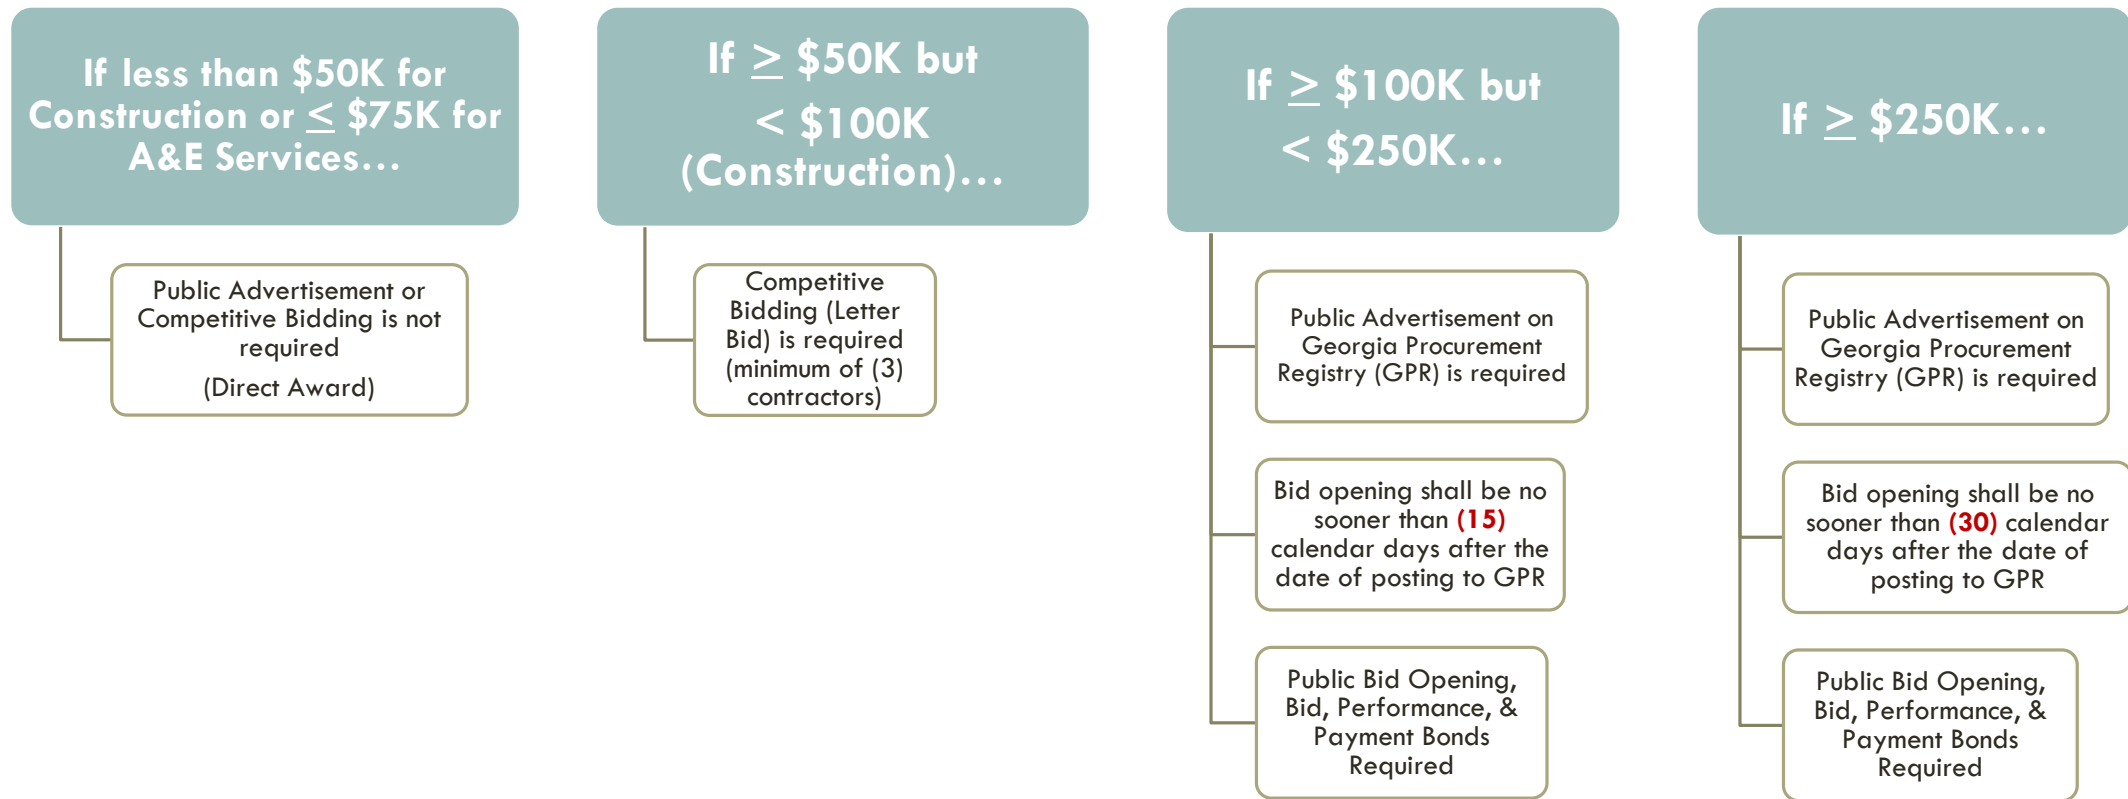 If less than $50K for
Construction or ≤ $75K for
A&E Services…
Public Advertisement or
Competitive Bidding is not
required
(Direct Award)
If ≥ $50K but
< $100K
(Construction)…
Competitive
Bidding (Letter
Bid) is required
(minimum of (3)
contractors)
If ≥ $100K but
< $250K…
Public Advertisement on
Georgia Procurement
Registry (GPR) is required
Bid opening shall be no
sooner than (15)
calendar days after the
date of posting to GPR
Public Bid Opening,
Bid, Performance, &
Payment Bonds
Required
If ≥ $250K…
Public Advertisement on
Georgia Procurement
Registry (GPR) is required
Bid opening shall be no
sooner than (30) calendar
days after the date of
posting to GPR
Public Bid Opening,
Bid, Performance, &
Payment Bonds
Required